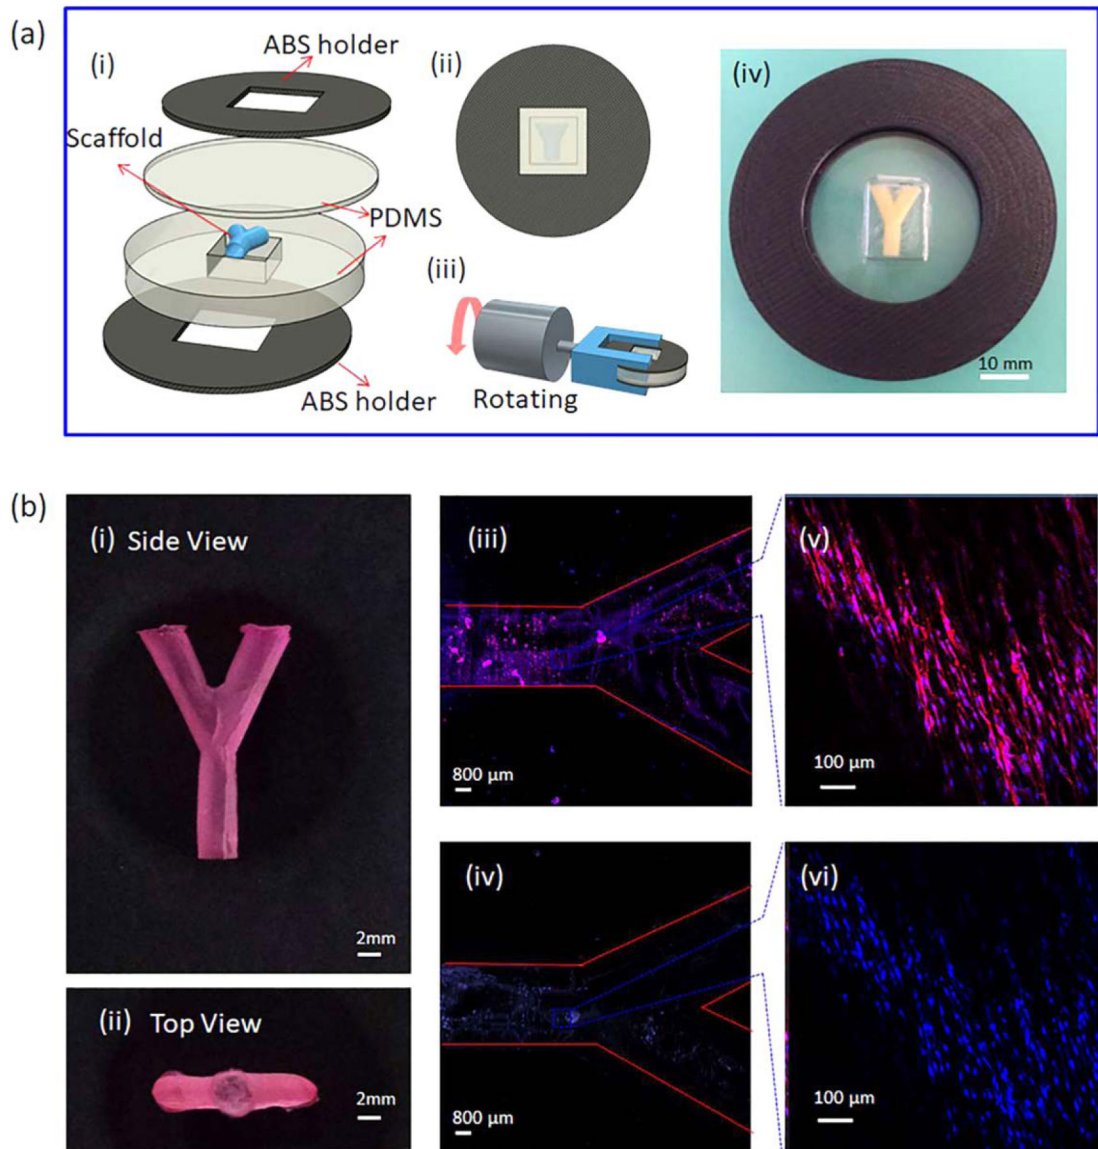 (a)
(i)
ABS holder
Scaffold
PDMS
ABS holder
(ii)
(iii)
Rotating
(iv)
10 mm
(b)
(i) Side View
2mm
(ii) Top View
2mm
(iii)
800 μm
(iv)
800 μm
(v)
100 μm
(vi)
100 μm